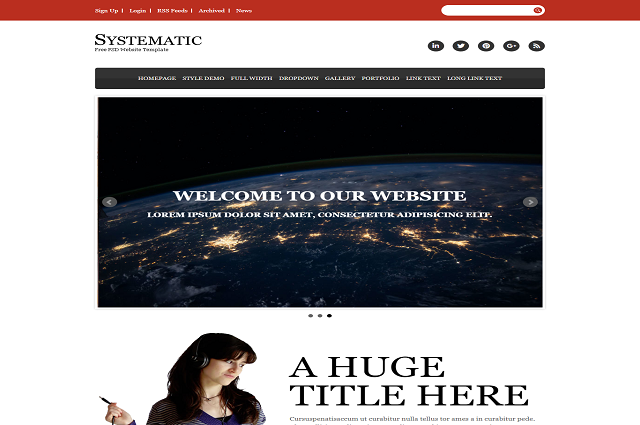 Sign Up | Login | RSS Feeds | Archived | News
SYSTEMATIC
Free PSD Website Template
HOMEPAGE STYLE DEMO FULL WIDTH DROPDOWN GALLERY PORTFOLIO LINK TEXT LONG LINK TEXT
WELCOME TO OUR WEBSITE
LOREM IPSUM DOLOR SIT AMET, CONSECTETUR ADIPISICING ELIT.
A HUGE
TITLE HERE
Cursuspenatisaccum ut curabitur nulla tellus tor ames a in curabitur pede.